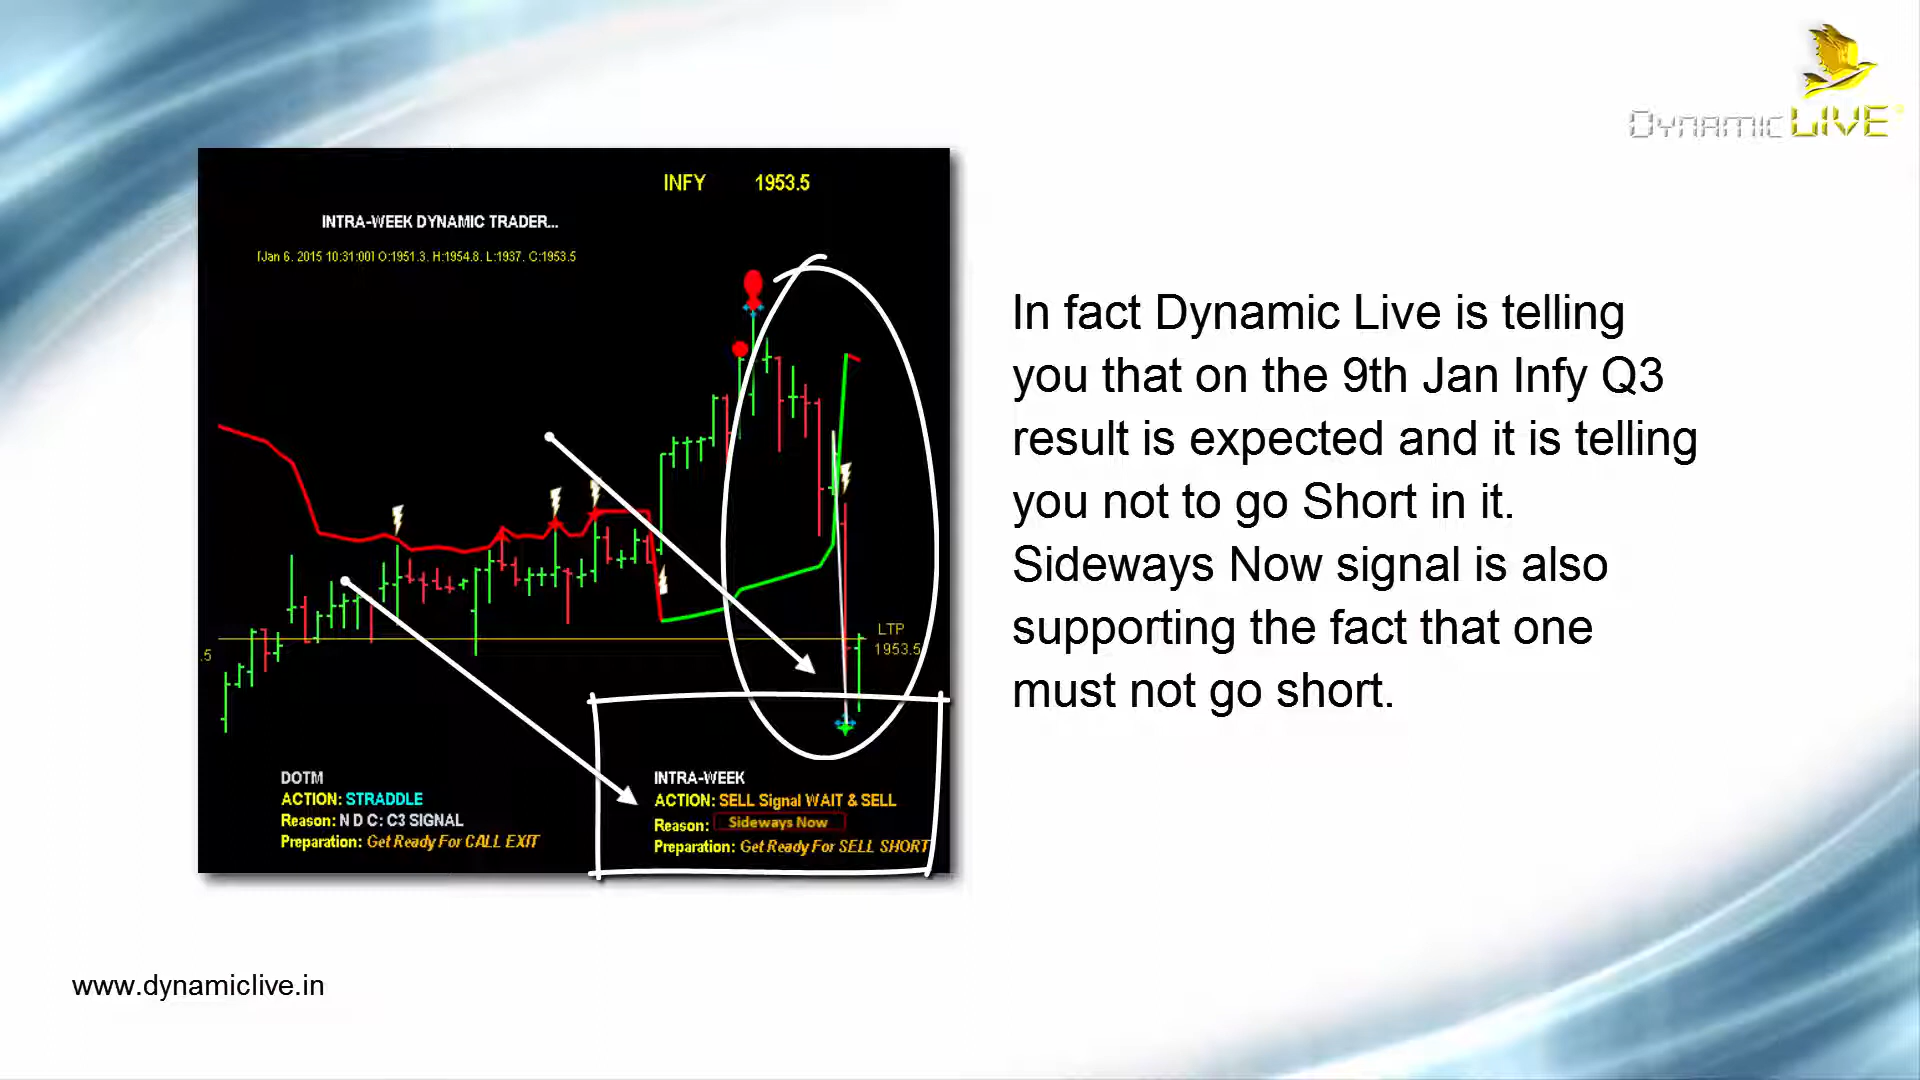 DYNAMIC LIVE
INFY 1953.5
INTRA-WEEK DYNAMIC TRADER...
[Jan 6, 2015 10:31:00] O:1951.3, H:1954.8, L:1937, C:1953.5
In fact Dynamic Live is telling
you that on the 9th Jan Infy Q3
result is expected and it is telling
you not to go Short in it.
Sideways Now signal is also
supporting the fact that one
must not go short.
LTP
1953.5
.5
DOTM
ACTION: STRADDLE
Reason: N D C: C3 SIGNAL
Preparation: Get Ready For CALL EXIT
INTRA-WEEK
ACTION: SELL Signal WAIT & SELL
Reason: Sideways Now
Preparation: Get Ready For SELL SHORT
www.dynamiclive.in